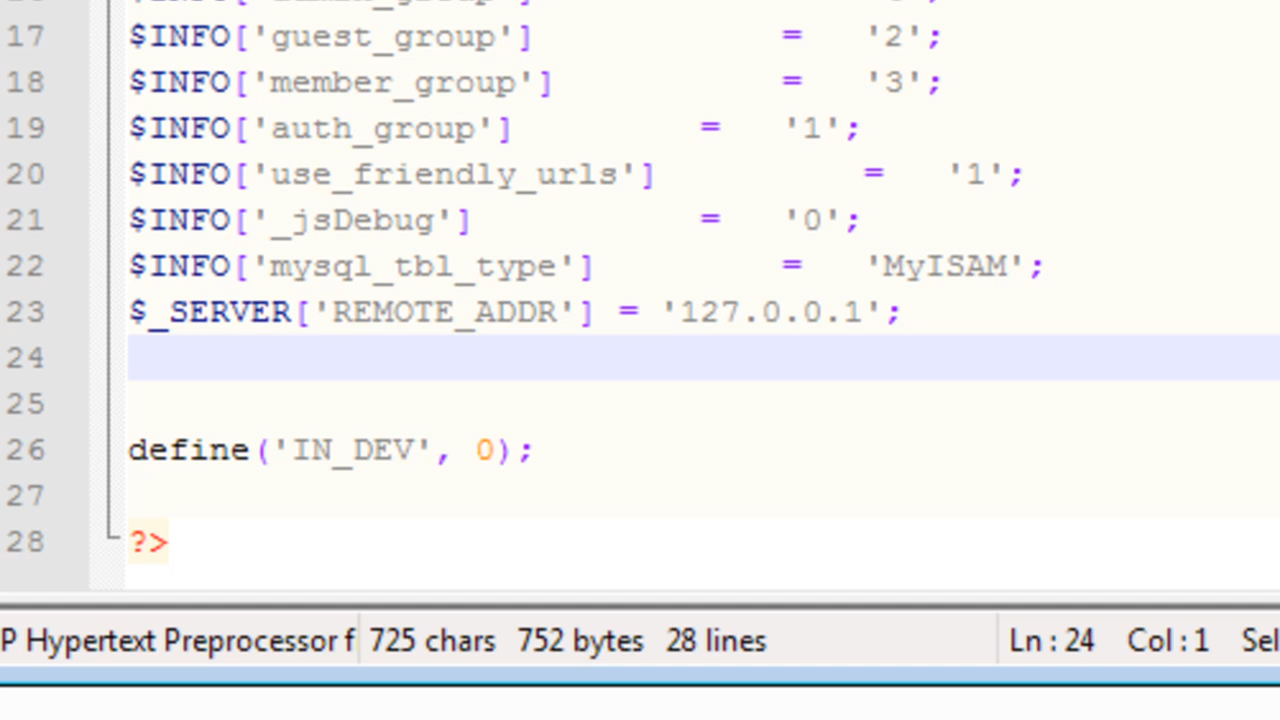 17 $INFO['guest_group'] = '2';
18 $INFO['member_group'] = '3';
19 $INFO['auth_group'] = '1';
20 $INFO['use_friendly_urls'] = '1';
21 $INFO['_jsDebug'] = '0';
22 $INFO['mysql_tbl_type'] = 'MyISAM';
23 $_SERVER['REMOTE_ADDR'] = '127.0.0.1';
24
25
26 define('IN_DEV', 0);
27
28 ?>
P Hypertext Preprocessor f 725 chars 752 bytes 28 lines Ln : 24 Col : 1 Sel